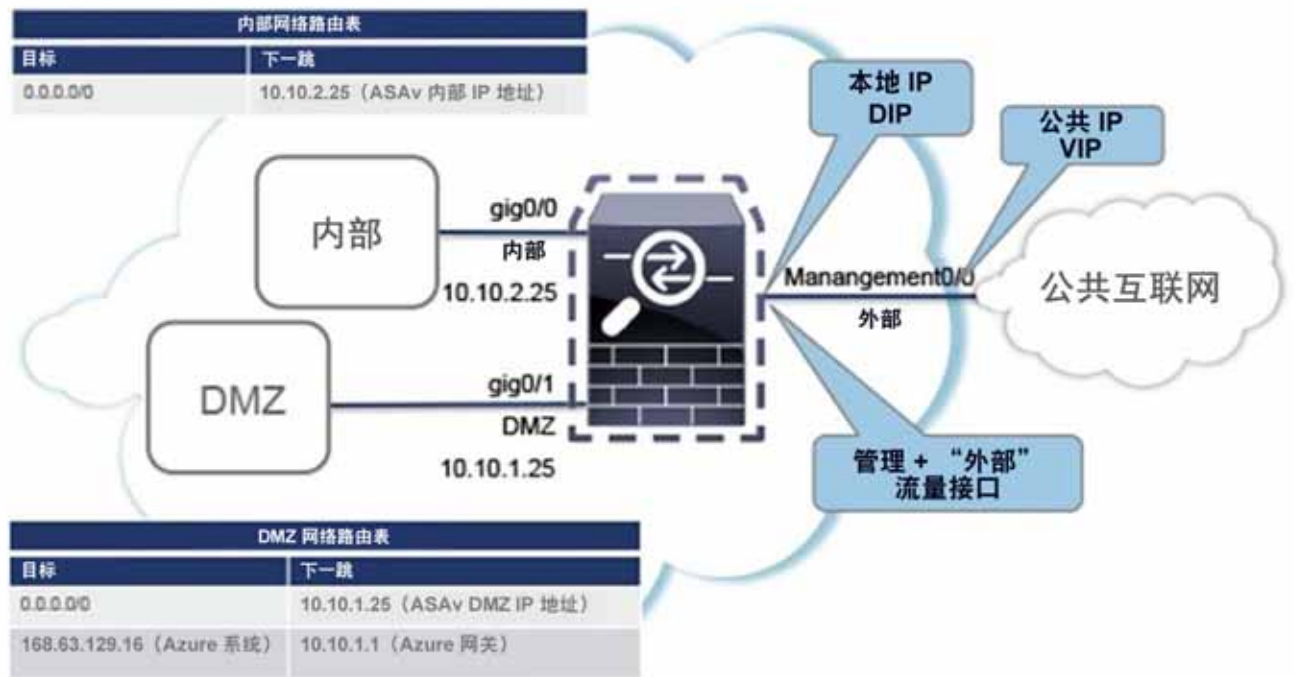 内部网络路由表
目标 下一跳
0.0.0.0/0 10.10.2.25（ASAv 内部 IP 地址）
本地 IP
DIP
公共 IP
VIP
内部
gig0/0
内部
10.10.2.25
Manangement0/0
外部
公共互联网
DMZ
gig0/1
DMZ
10.10.1.25
管理 + “外部”
流量接口
DMZ 网络路由表
目标 下一跳
0.0.0.0/0 10.10.1.25（ASAv DMZ IP 地址）
168.63.129.16（Azure 系统） 10.10.1.1（Azure 网关）